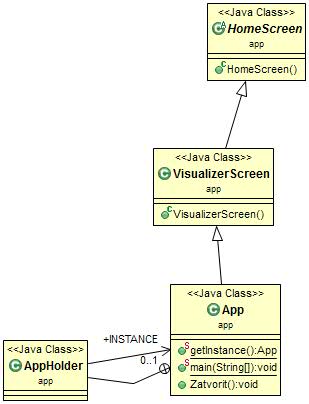 <<Java Class>>
HomeScreen
app
HomeScreen()
<<Java Class>>
VisualizerScreen
app
VisualizerScreen()
<<Java Class>>
App
app
getInstance():App
main(String[]):void
Zatvorit():void
+INSTANCE
0..1
<<Java Class>>
AppHolder
app